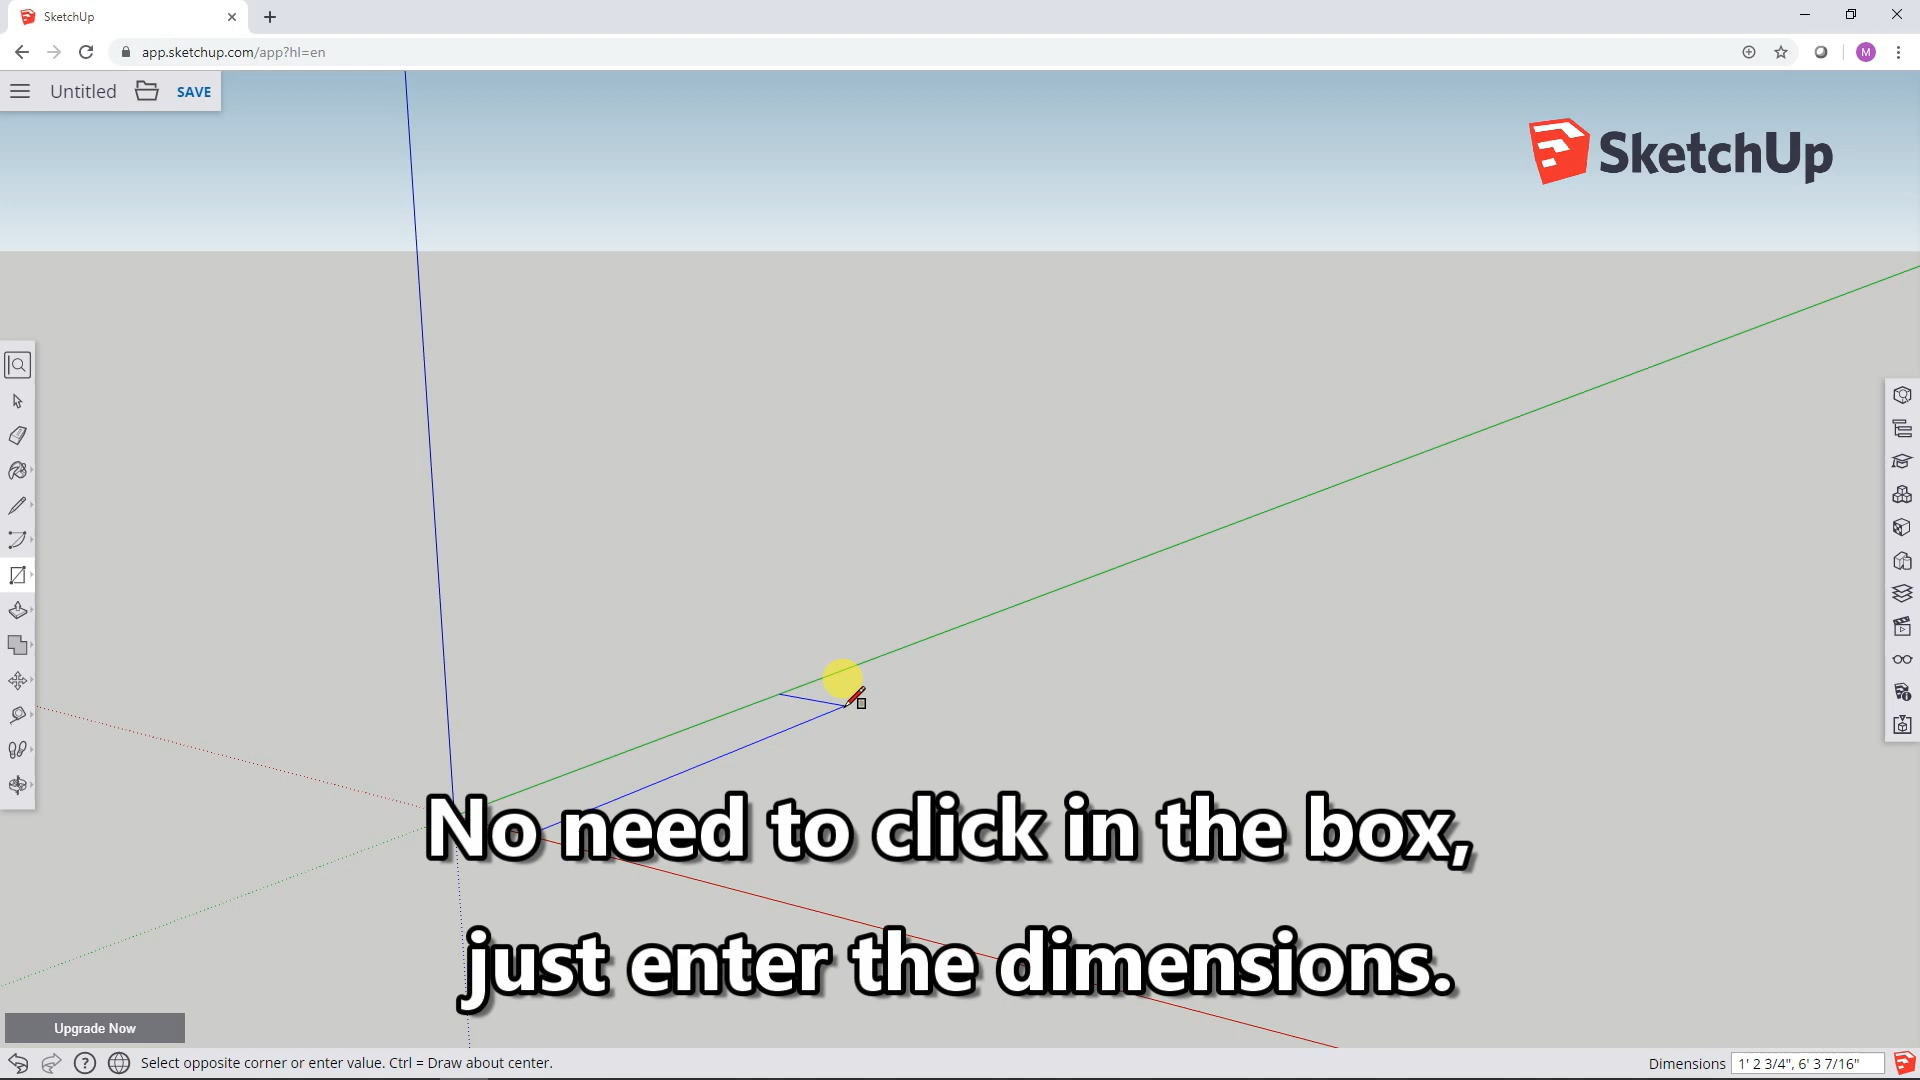 SketchUp
app.sketchup.com/app?hl=en
M
Untitled
SAVE
SketchUp
No need to click in the box,
just enter the dimensions.
Upgrade Now
Select opposite corner or enter value. Ctrl = Draw about center.
Dimensions 1' 2 3/4", 6' 3 7/16"